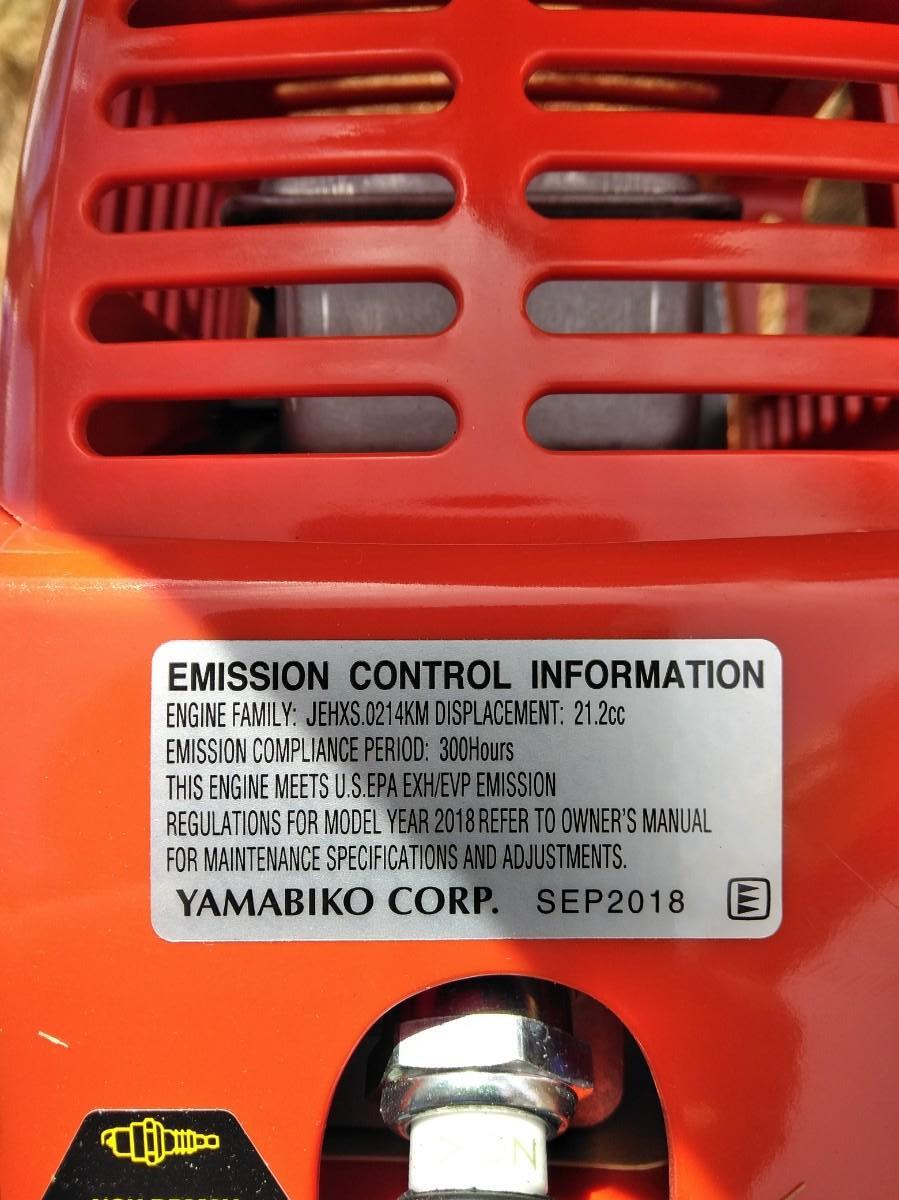 EMISSION CONTROL INFORMATION
ENGINE FAMILY: JEHXS.0214KM DISPLACEMENT: 21.2cc
EMISSION COMPLIANCE PERIOD: 300Hours
THIS ENGINE MEETS U.S.EPA EXH/EVP EMISSION
REGULATIONS FOR MODEL YEAR 2018 REFER TO OWNER'S MANUAL
FOR MAINTENANCE SPECIFICATIONS AND ADJUSTMENTS.
YAMABIKO CORP. SEP2018